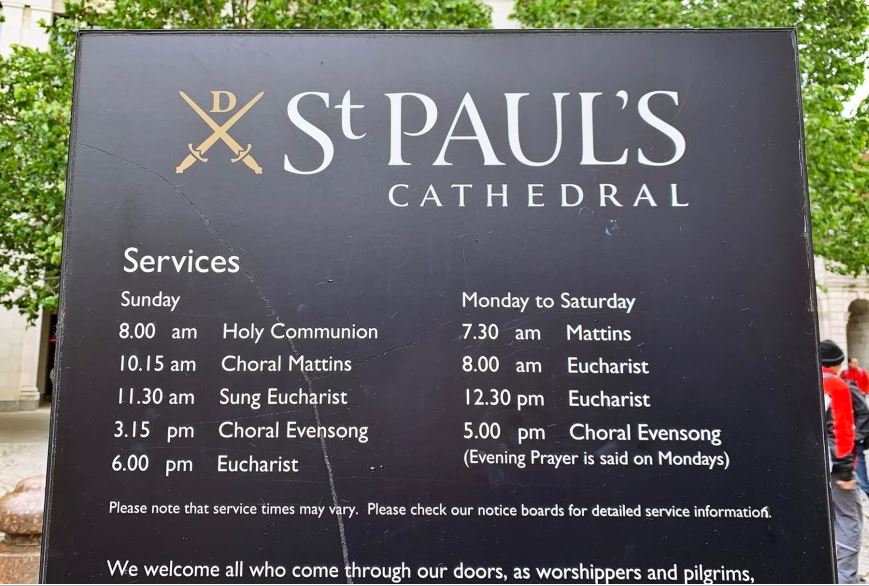 D
St PAUL'S
CATHEDRAL
Services
Sunday
8.00 am Holy Communion
10.15 am Choral Mattins
11.30 am Sung Eucharist
3.15 pm Choral Evensong
6.00 pm Eucharist
Monday to Saturday
7.30 am Mattins
8.00 am Eucharist
12.30 pm Eucharist
5.00 pm Choral Evensong
(Evening Prayer is said on Mondays)
Please note that service times may vary. Please check our notice boards for detailed service information.
We welcome all who come through our doors, as worshippers and pilgrims,